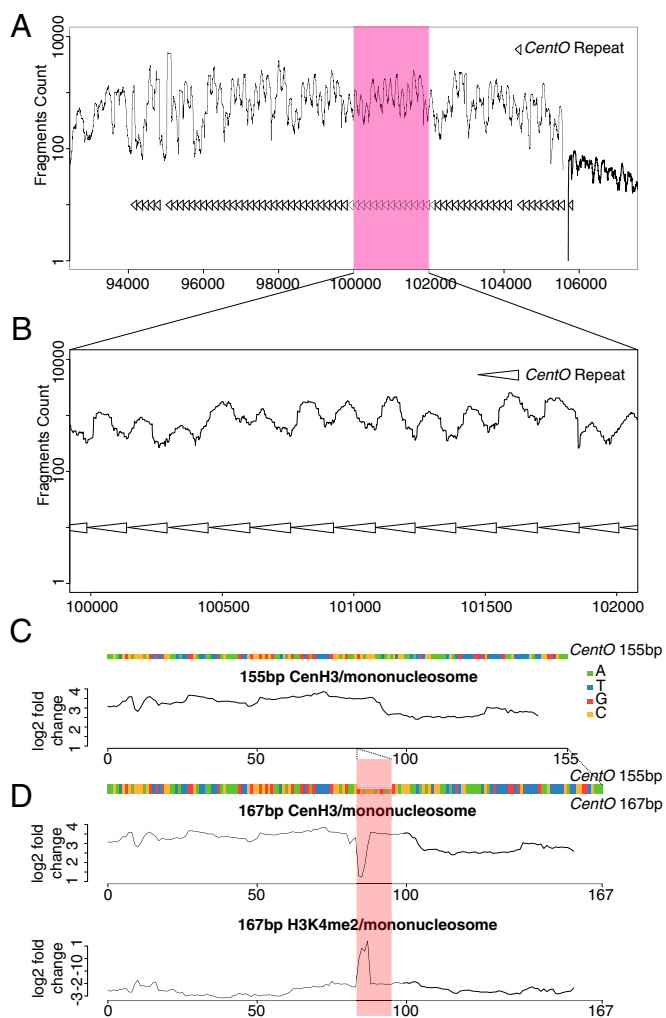 A
10000
CentO Repeat
Fragments Count
100
1
94000 96000 98000 100000 102000 104000 106000
B
10000
CentO Repeat
Fragments Count
100
1
100000 100500 101000 101500 102000
C
CentO 155bp
A
T
G
C
155bp CenH3/mononucleosome
log2 fold
change
1 2 3 4
0 50 100 155
CentO 155bp
D
CentO 167bp
167bp CenH3/mononucleosome
log2 fold
change
1 2 3 4
0 50 100 167
167bp H3K4me2/mononucleosome
log2 fold
change
-3 -2 -1 0 1
0 50 100 167